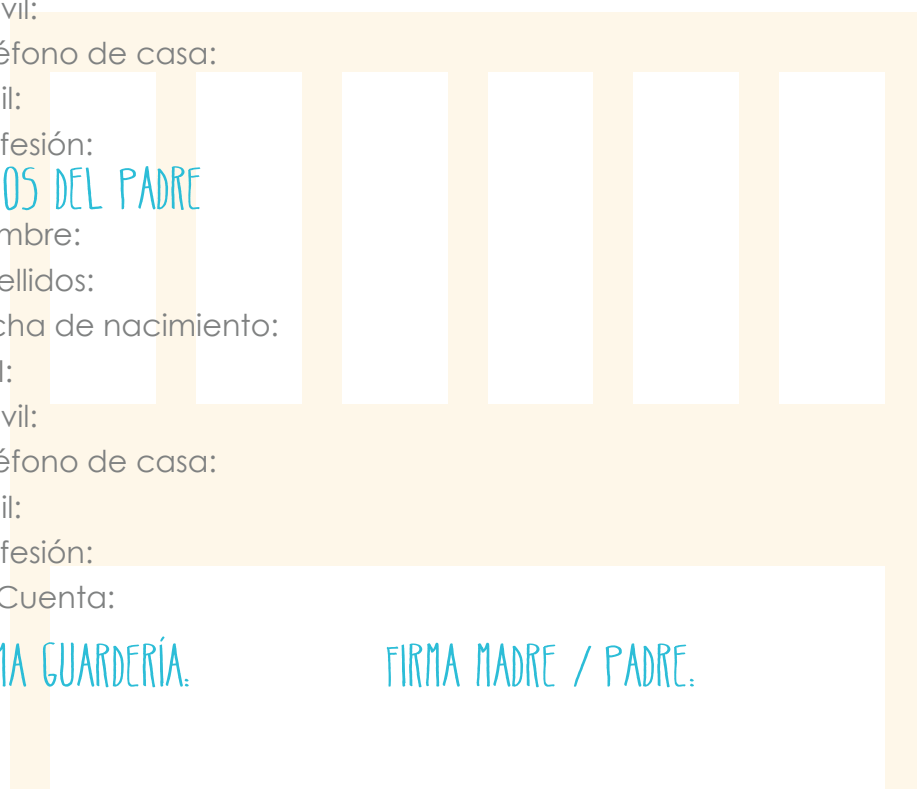 vil:
éfono de casa:
il:
fesión:
OS DEL PADRE
mbre:
ellidos:
cha de nacimiento:
l:
vil:
éfono de casa:
il:
fesión:
Cuenta:
MA GUARDERÍA: FIRMA MADRE / PADRE: